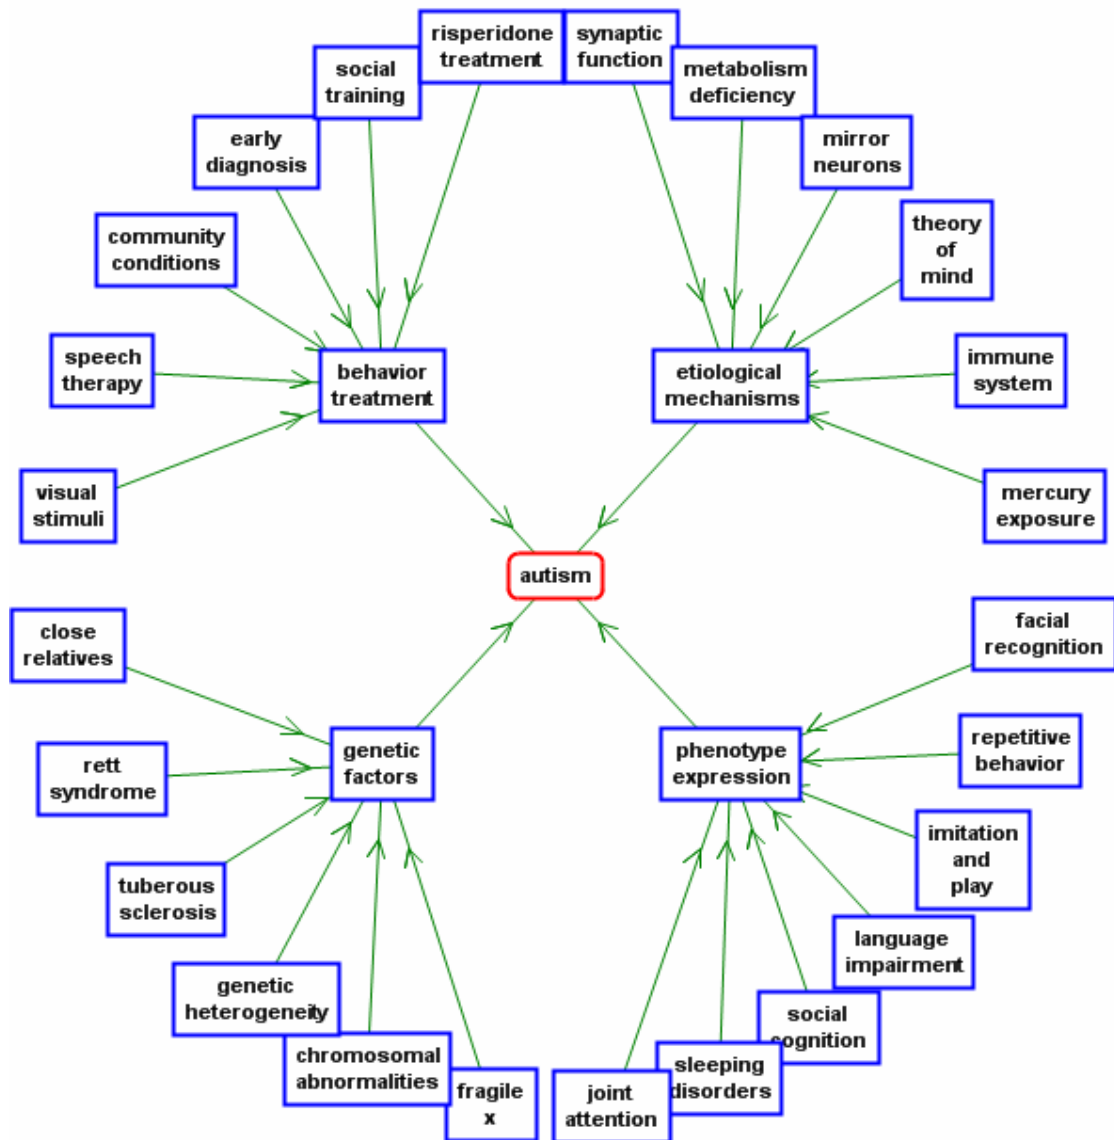 risperidone
treatment
synaptic
function
social
training
metabolism
deficiency
early
diagnosis
mirror
neurons
community
conditions
theory
of
mind
speech
therapy
behavior
treatment
etiological
mechanisms
immune
system
visual
stimuli
mercury
exposure
autism
close
relatives
facial
recognition
rett
syndrome
genetic
factors
phenotype
expression
repetitive
behavior
tuberous
sclerosis
imitation
and
play
genetic
heterogeneity
language
impairment
chromosomal
abnormalities
social
cognition
fragile
x
joint
attention
sleeping
disorders